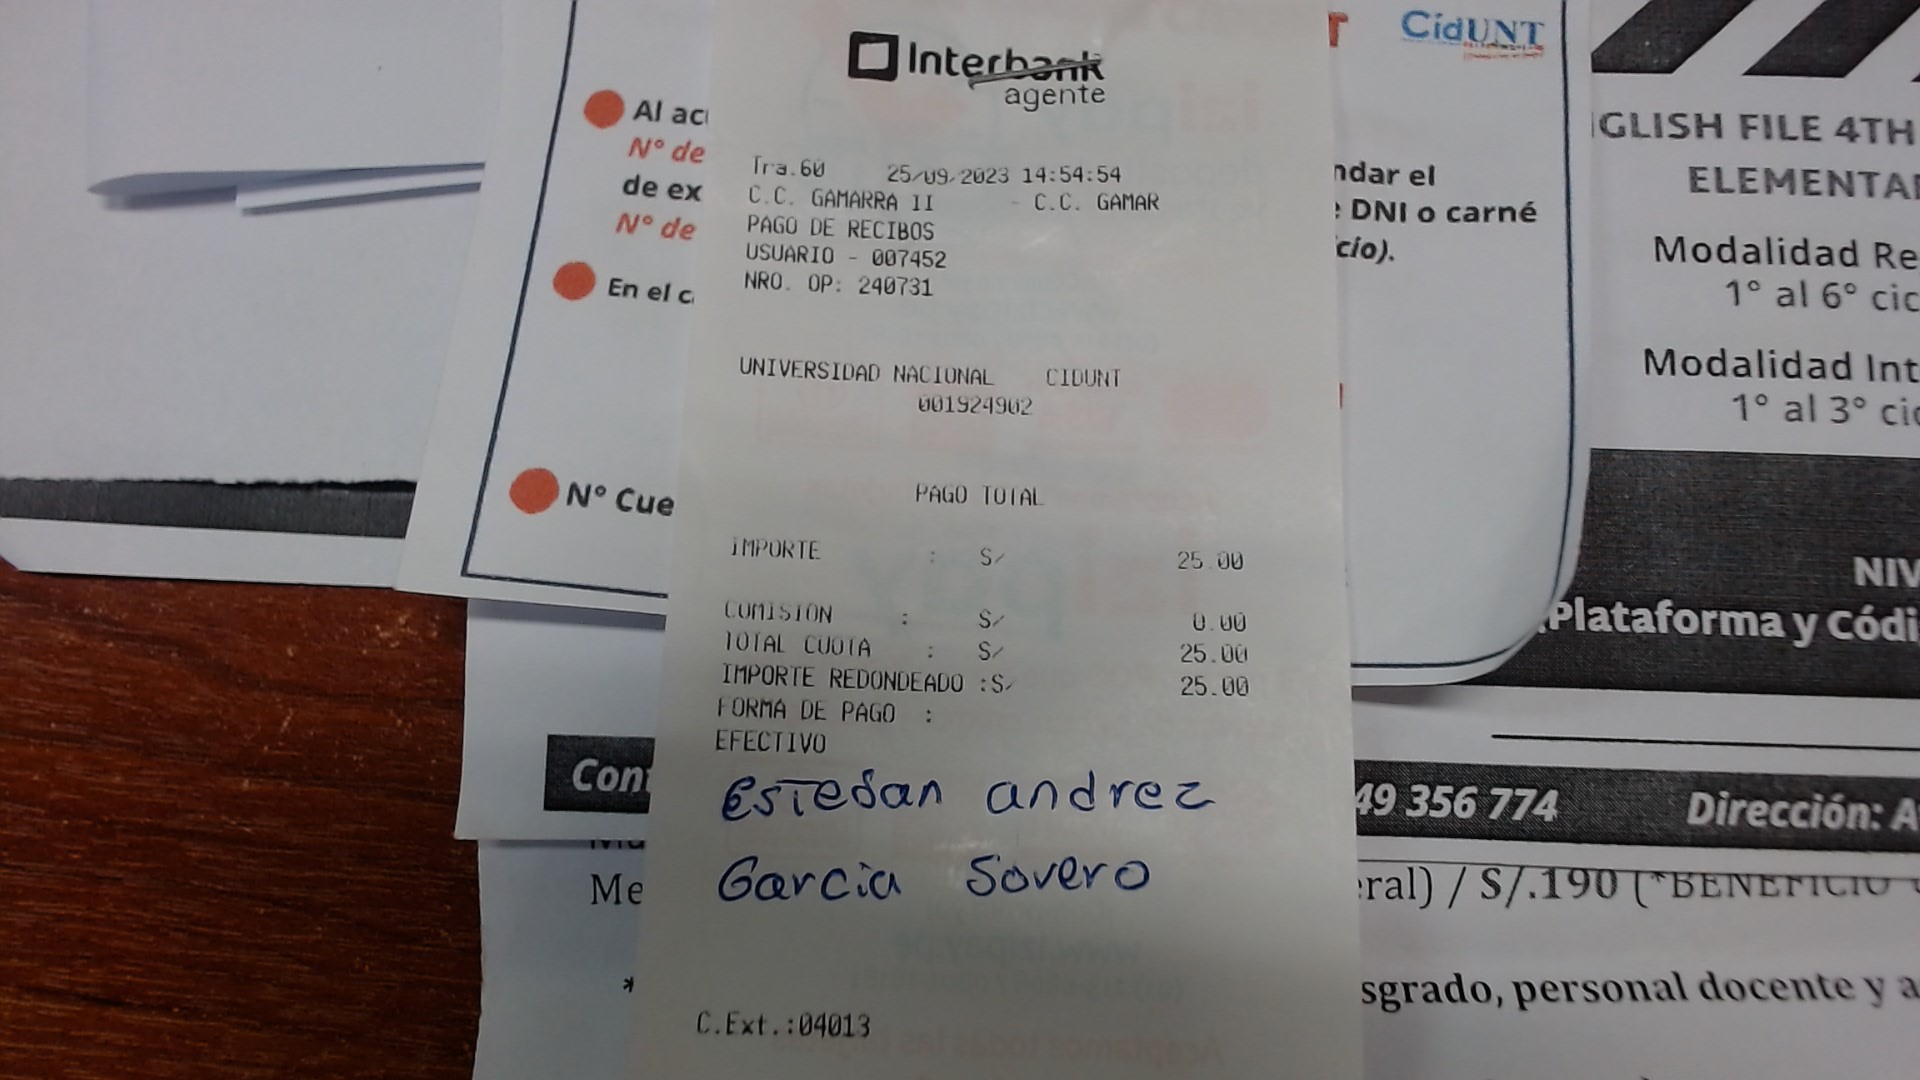 Interbank
agente
Tra.60 25/09/2023 14:54:54
C.C. GAMARRA II - C.C. GAMAR
PAGO DE RECIBOS
USUARIO - 007452
NRO. OP: 240731
UNIVERSIDAD NACIONAL CIDUNT
001924902
PAGO TOTAL
IMPORTE : S/ 25.00
COMISION : S/ 0.00
TOTAL CUOTA : S/ 25.00
IMPORTE REDONDEADO :S/ 25.00
FORMA DE PAGO :
EFECTIVO
Esteban andrez
Garcia Sovero
C.Ext.:04013
CidUNT
Al ac
N° de
de ex
N° de
En el c
N° Cue
ndar el
DNI o carné
cio).
GLISH FILE 4TH
ELEMENTA
Modalidad Re
1° al 6° cic
Modalidad Int
1° al 3° cic
NIV
Plataforma y Códi
Con
49 356 774 Dirección: A
Me
ral) / S/.190 (*BENEFICIO
*
sgrado, personal docente y a